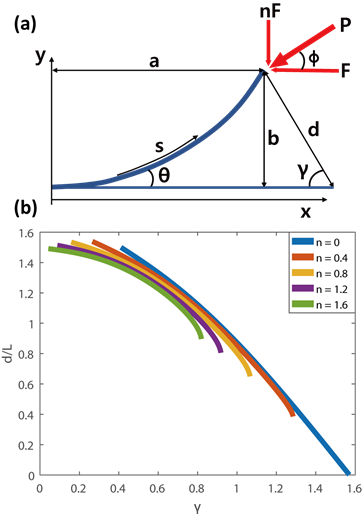 (a)
nF
P
ϕ
F
y
a
s
b
d
θ
γ
x
(b)
1.6
1.4
1.2
1
0.8
0.6
0.4
0.2
0
d/L
n = 0
n = 0.4
n = 0.8
n = 1.2
n = 1.6
0 0.2 0.4 0.6 0.8 1 1.2 1.4 1.6
γ